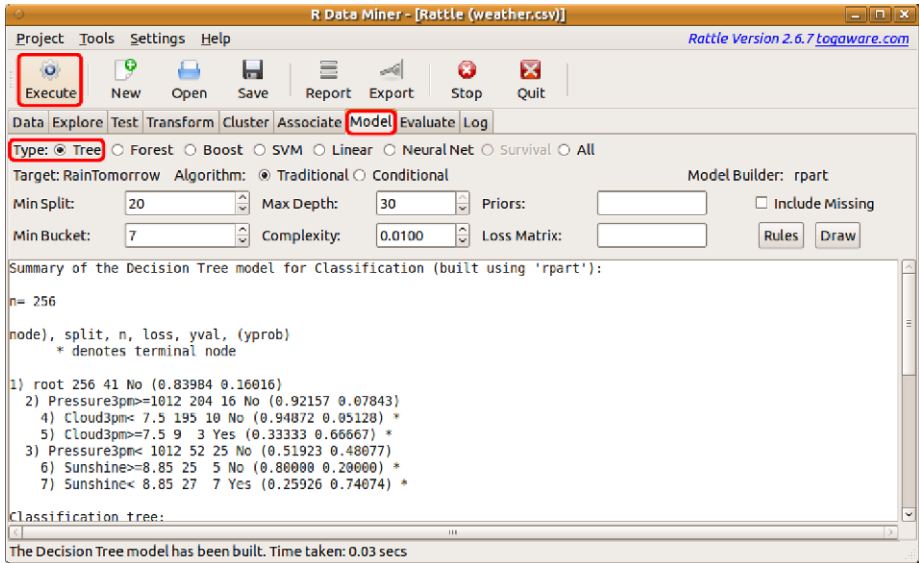 R Data Miner - [Rattle (weather.csv)]
Project Tools Settings Help Rattle Version 2.6.7 togaware.com
Execute New Open Save Report Export Stop Quit
Data Explore Test Transform Cluster Associate Model Evaluate Log
Type: Tree Forest Boost SVM Linear Neural Net Survival All
Target: RainTomorrow Algorithm: Traditional Conditional Model Builder: rpart
Min Split: 20 Max Depth: 30 Priors: Include Missing
Min Bucket: 7 Complexity: 0.0100 Loss Matrix: Rules Draw
Summary of the Decision Tree model for Classification (built using 'rpart'):
n= 256
node), split, n, loss, yval, (yprob)
* denotes terminal node
1) root 256 41 No (0.83984 0.16016)
2) Pressure3pm>=1012 204 16 No (0.92157 0.07843)
4) Cloud3pm< 7.5 195 10 No (0.94872 0.05128) *
5) Cloud3pm>=7.5 9  3 Yes (0.33333 0.66667) *
3) Pressure3pm< 1012 52 25 No (0.51923 0.48077)
6) Sunshine>=8.85 25  5 No (0.80000 0.20000) *
7) Sunshine< 8.85 27  7 Yes (0.25926 0.74074) *
Classification tree:
The Decision Tree model has been built. Time taken: 0.03 secs